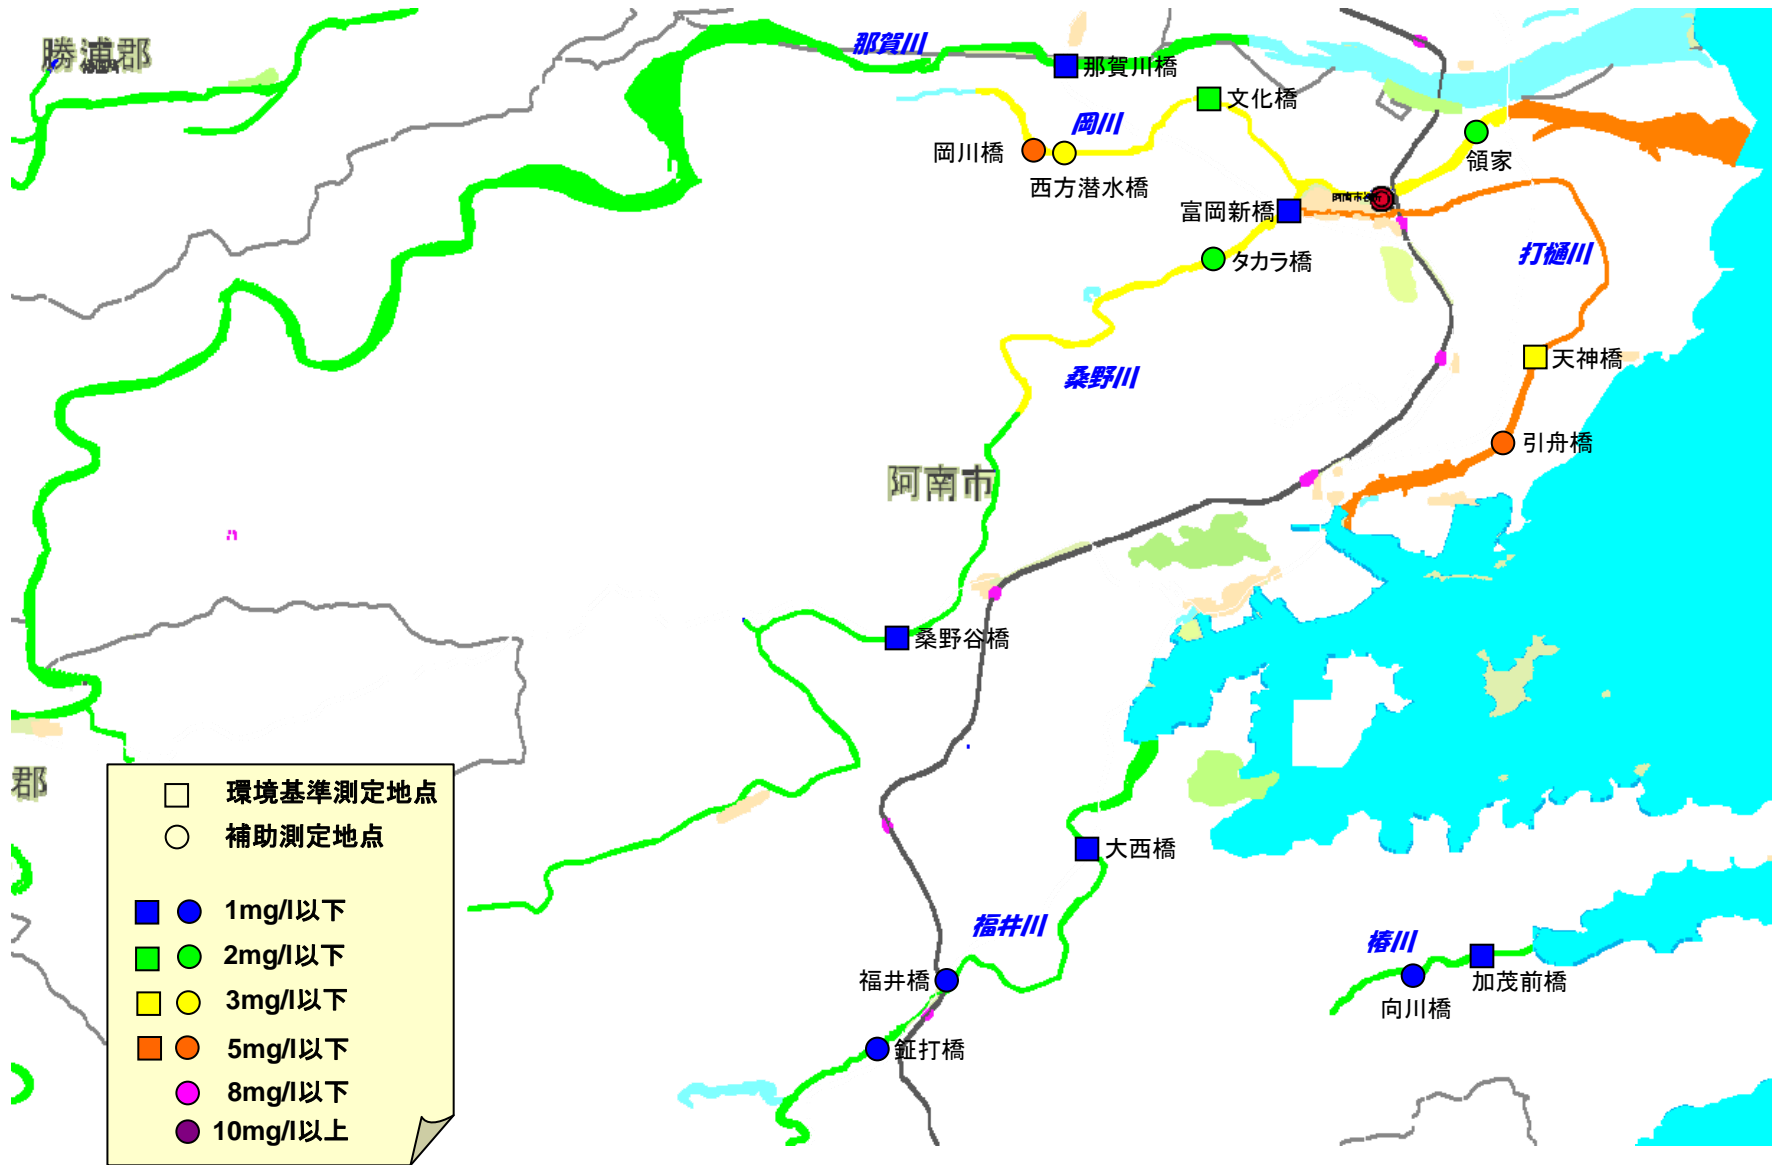 勝浦郡
那賀川
那賀川橋
文化橋
岡川
岡川橋
西方潜水橋
領家
富岡新橋
阿南市役所
タカラ橋
打樋川
天神橋
桑野川
引舟橋
阿南市
桑野谷橋
郡
環境基準測定地点
補助測定地点
1mg/l以下
2mg/l以下
3mg/l以下
5mg/l以下
8mg/l以下
10mg/l以上
大西橋
福井川
福井橋
鉦打橋
椿川
加茂前橋
向川橋